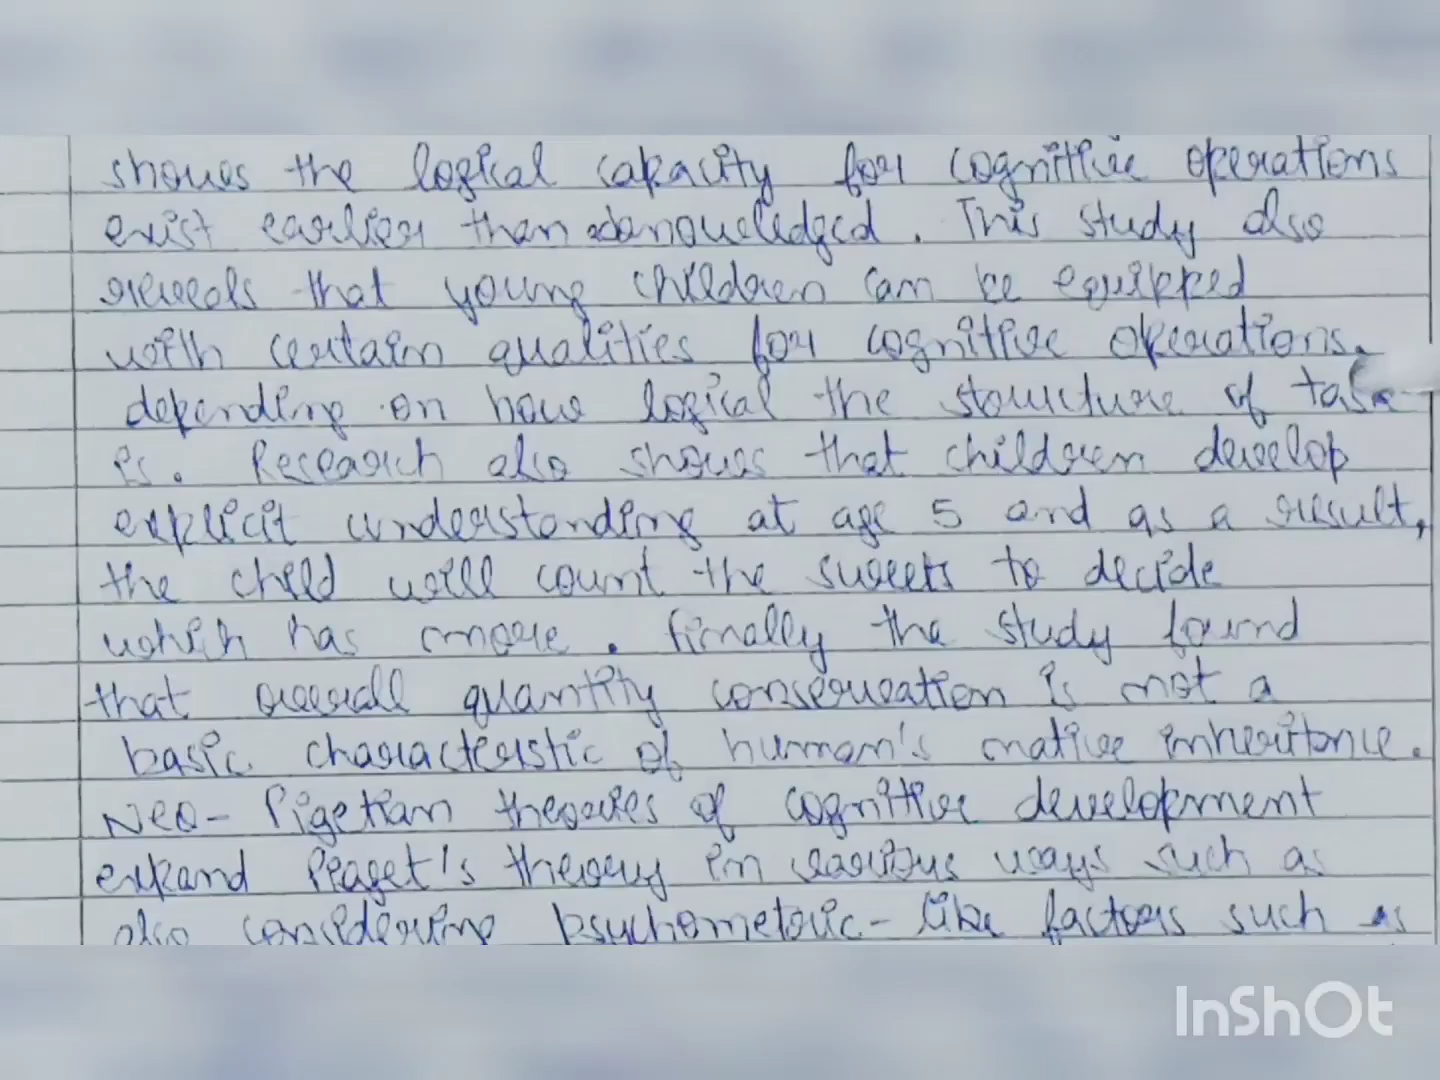 shows the logical capacity for cognitive operations
exist earlier than acknowledged. This study also
reveals that young children can be equipped
with certain qualities for cognitive operations,
depending on how logical the structure of task
is. Research also shows that children develop
explicit understanding at age 5 and as a result,
the child will count the sweets to decide
which has more. Finally the study found
that overall quantity conservation is not a
basic characteristic of human's native inheritance.
Neo-Pigetian theories of cognitive development
expand Piaget's theory in various ways such as
also considering psychometric-like factors such as
InShOt